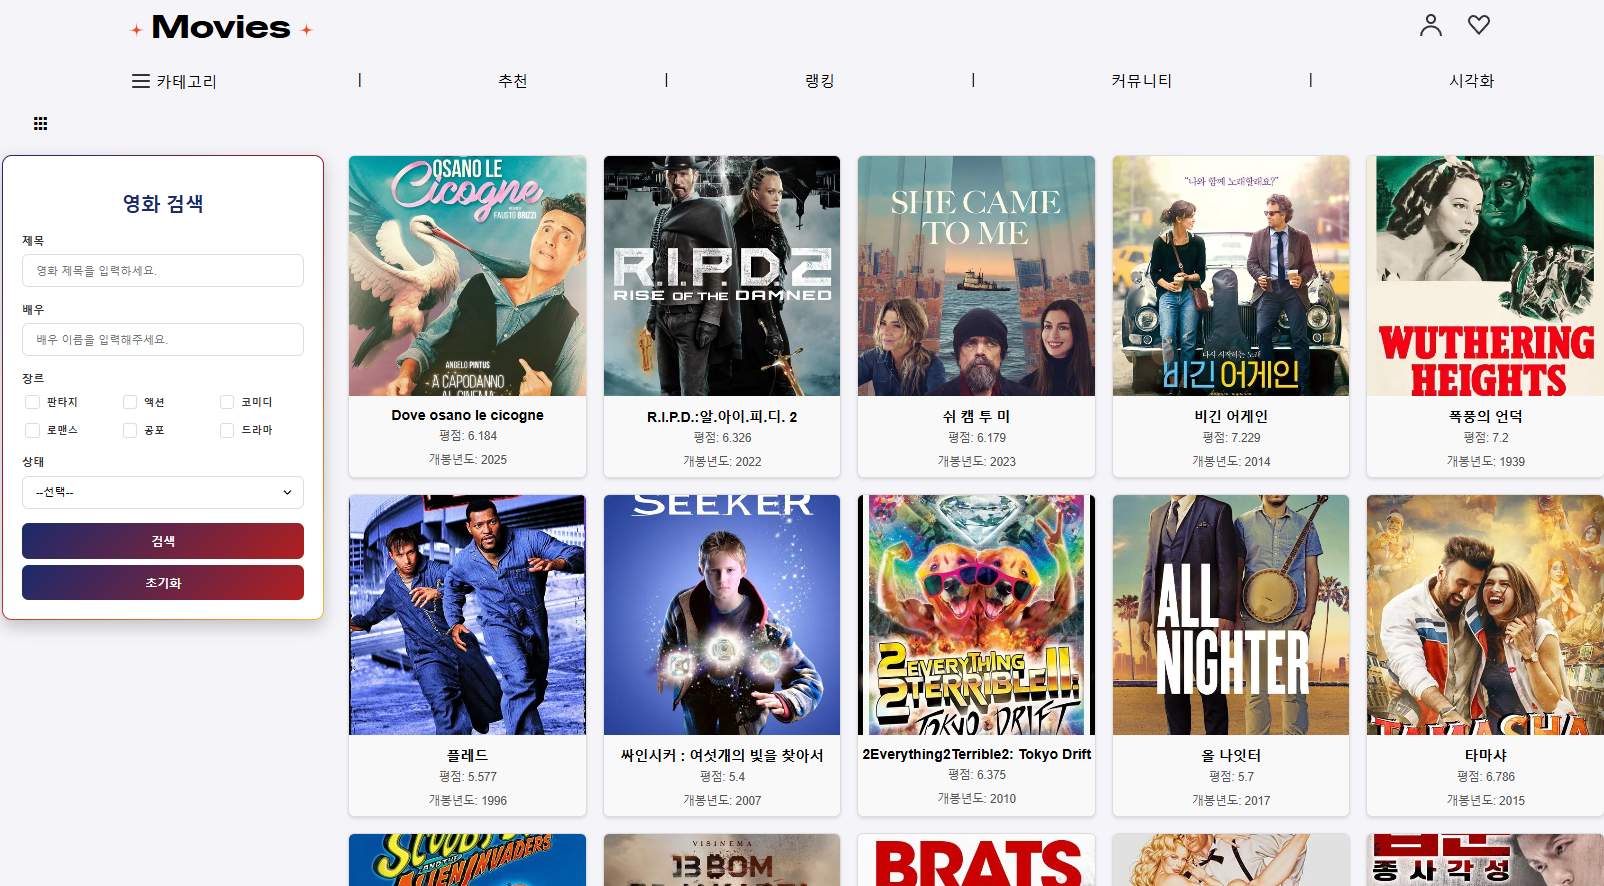 Movies
카테고리 | 추천 | 랭킹 | 커뮤니티 | 시각화
영화 검색
제목
영화 제목을 입력하세요.
배우
배우 이름을 입력해주세요.
장르
판타지 액션 코미디
로맨스 공포 드라마
상태
--선택--
검색
초기화
OSANO LE
Cicogne
FAUSTO BRIZZI
ANGELO PINTUS
A CAPODANNO
AL CINEMA
Dove osano le cicogne
평점: 6.184
개봉년도: 2025
R.I.P.D.2
RISE OF THE DAMNED
R.I.P.D.:알.아이.피.디. 2
평점: 6.326
개봉년도: 2022
SHE CAME
TO ME
쉬 캠 투 미
평점: 6.179
개봉년도: 2023
“나와 함께 노래할래요?”
다시 시작하는 노래
비긴 어게인
비긴 어게인
평점: 7.229
개봉년도: 2014
WUTHERING
HEIGHTS
폭풍의 언덕
평점: 7.2
개봉년도: 1939
플레드
평점: 5.577
개봉년도: 1996
SEEKER
싸인시커 : 여섯개의 빛을 찾아서
평점: 5.4
개봉년도: 2007
2EVERYTHING
2TERRIBLE II:
TOKYO DRIFT
2Everything2Terrible2: Tokyo Drift
평점: 6.375
개봉년도: 2010
ALL
NIGHTER
올 나잇터
평점: 5.7
개봉년도: 2017
TAMASHA
타마샤
평점: 6.786
개봉년도: 2015
SCOOBY
AND THE
ALIEN INVADERS
VISINEMA
13 BOM
BRATS
종사각성